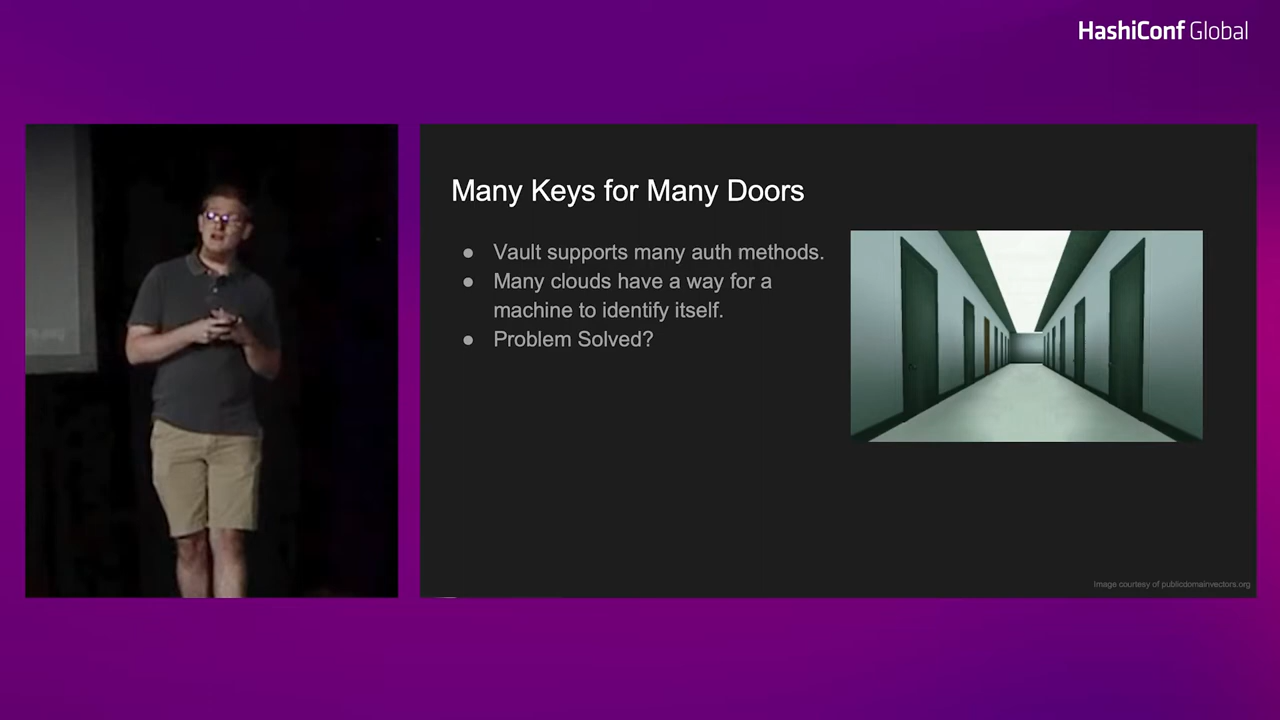 HashiConf Global
Many Keys for Many Doors
● Vault supports many auth methods.
● Many clouds have a way for a
machine to identify itself.
● Problem Solved?
Image courtesy of publicdomainvectors.org